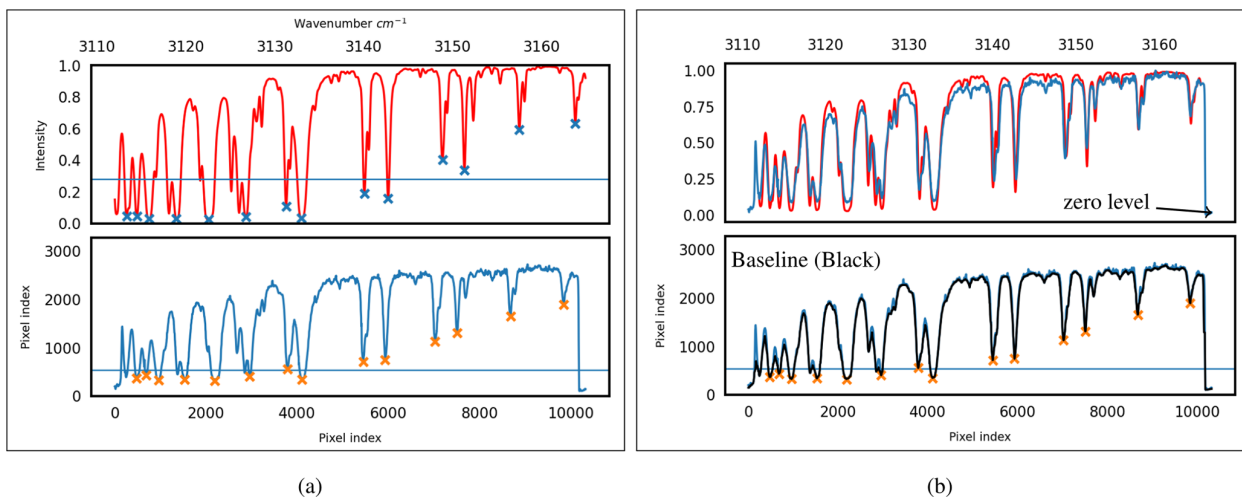 Wavenumber cm⁻¹
3110 3120 3130 3140 3150 3160
1.0
0.8
0.6
0.4
0.2
0.0
Intensity
3000
2000
1000
0
Pixel index
0 2000 4000 6000 8000 10000
Pixel index
(a)
3110 3120 3130 3140 3150 3160
1.00
0.75
0.50
0.25
0.00
zero level
Baseline (Black)
3000
2000
1000
0
Pixel index
0 2000 4000 6000 8000 10000
Pixel index
(b)